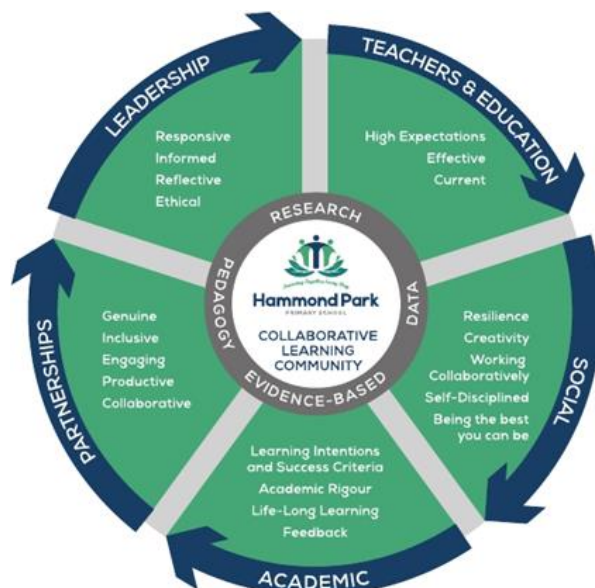 LEADERSHIP
Responsive
Informed
Reflective
Ethical
TEACHERS & EDUCATION
High Expectations
Effective
Current
SOCIAL
Resilience
Creativity
Working
Collaboratively
Self-Disciplined
Being the best
you can be
ACADEMIC
Learning Intentions
and Success Criteria
Academic Rigour
Life-Long Learning
Feedback
PARTNERSHIPS
Genuine
Inclusive
Engaging
Productive
Collaborative
RESEARCH
DATA
EVIDENCE-BASED
PEDAGOGY
Hammond Park
PRIMARY SCHOOL
COLLABORATIVE
LEARNING
COMMUNITY